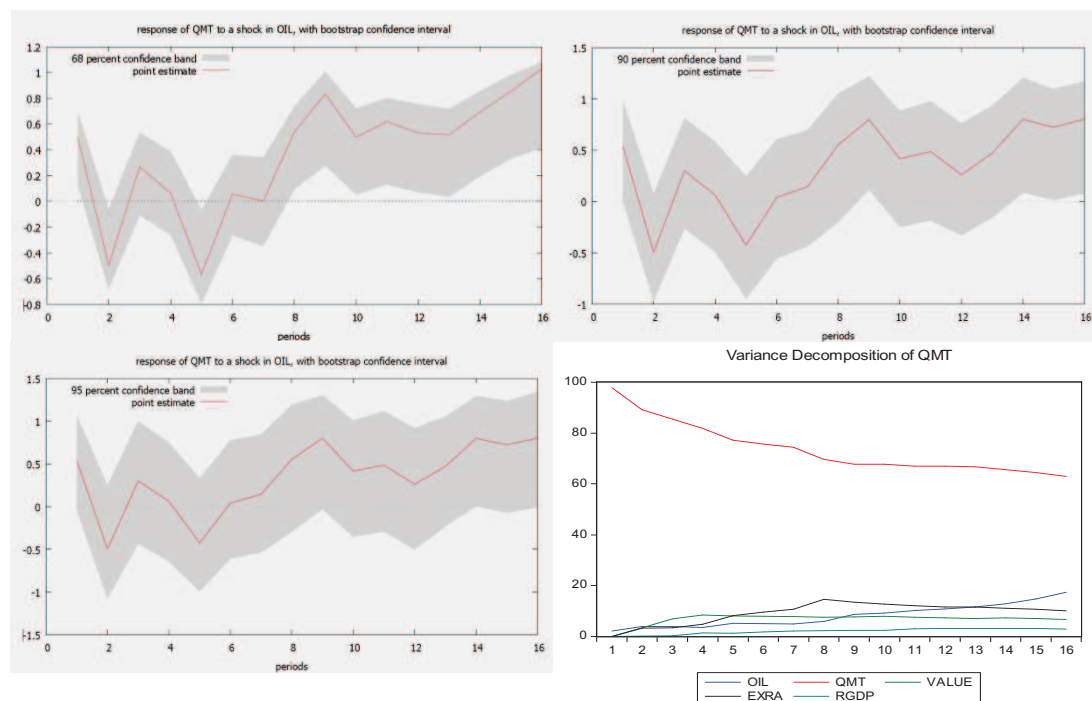 response of QMT to a shock in OIL, with bootstrap confidence interval
1.2
1
0.8
0.6
0.4
0.2
0
-0.2
-0.4
-0.6
-0.8
68 percent confidence band
point estimate
0 2 4 6 8 10 12 14 16
periods
response of QMT to a shock in OIL, with bootstrap confidence interval
1.5
1
0.5
0
-0.5
-1
90 percent confidence band
point estimate
0 2 4 6 8 10 12 14 16
periods
response of QMT to a shock in OIL, with bootstrap confidence interval
1.5
1
0.5
0
-0.5
-1
-1.5
95 percent confidence band
point estimate
0 2 4 6 8 10 12 14 16
periods
Variance Decomposition of QMT
100
80
60
40
20
0
1 2 3 4 5 6 7 8 9 10 11 12 13 14 15 16
OIL QMT VALUE
EXRA RGDP